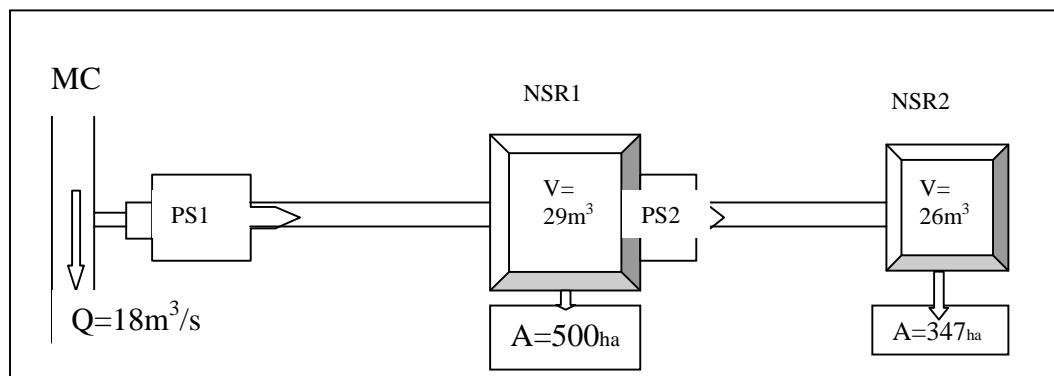 MC
NSR1
NSR2
PS1
V=
29m³
PS2
V=
26m³
Q=18m³/s
A=500ha
A=347ha